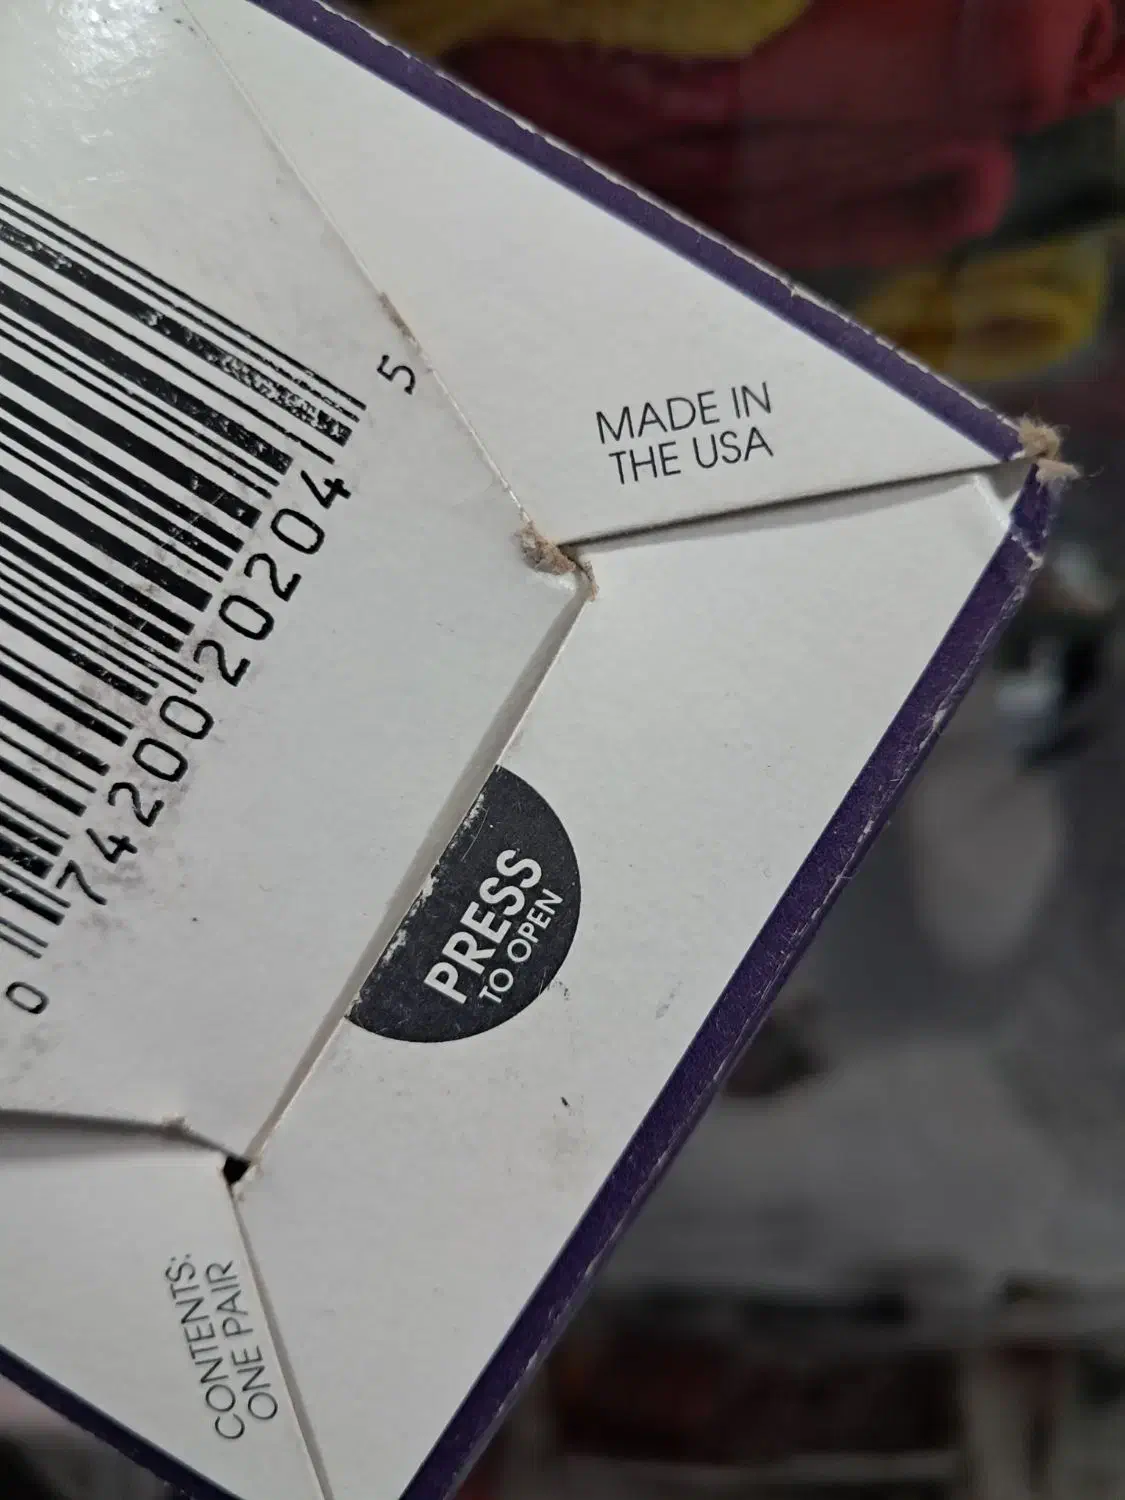 MADE IN
THE USA
0 74200 20204 5
PRESS
TO OPEN
CONTENTS:
ONE PAIR